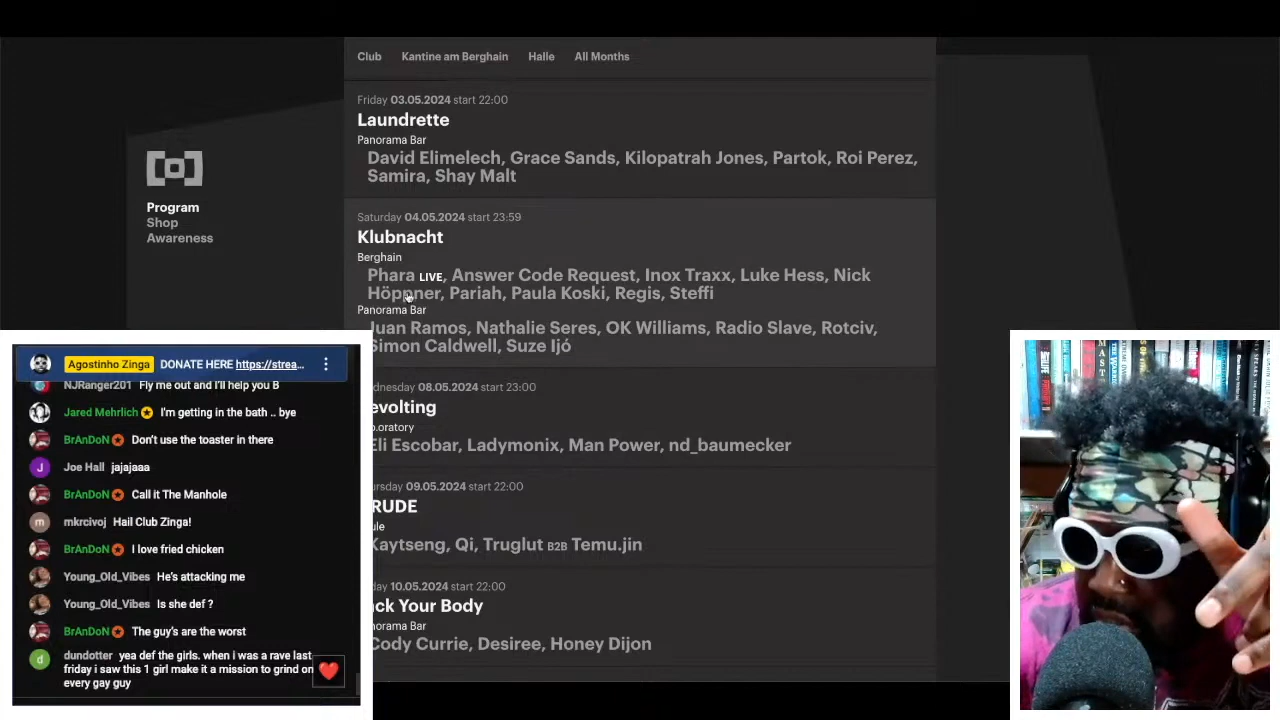 Club Kantine am Berghain Halle All Months
Friday 03.05.2024 start 22:00
Laundrette
Panorama Bar
David Elimelech, Grace Sands, Kilopatrah Jones, Partok, Roi Perez,
Samira, Shay Malt
Program
Shop
Awareness
Saturday 04.05.2024 start 23:59
Klubnacht
Berghain
Phara LIVE, Answer Code Request, Inox Traxx, Luke Hess, Nick
Höppner, Pariah, Paula Koski, Regis, Steffi
Panorama Bar
Juan Ramos, Nathalie Seres, OK Williams, Radio Slave, Rotciv,
Simon Caldwell, Suze Ijó
08.05.2024 start 23:00
evolting
Eli Escobar, Ladymonix, Man Power, nd_baumecker
09.05.2024 start 22:00
RUDE
Kaytseng, Qi, Truglut B2B Temu.jin
10.05.2024 start 22:00
ck Your Body
orama Bar
Cody Currie, Desiree, Honey Dijon
Agostinho Zinga DONATE HERE https://strea...
NJRanger201 Fly me out and I'll help you B
Jared Mehrlich I'm getting in the bath .. bye
BrAnDoN Don't use the toaster in there
J Joe Hall jajajaaa
BrAnDoN Call it The Manhole
m mkrcivoj Hail Club Zinga!
BrAnDoN I love fried chicken
Young_Old_Vibes He's attacking me
Young_Old_Vibes Is she def ?
BrAnDoN The guy's are the worst
d dundotter yea def the girls. when i was a rave last
friday i saw this 1 girl make it a mission to grind on
every gay guy